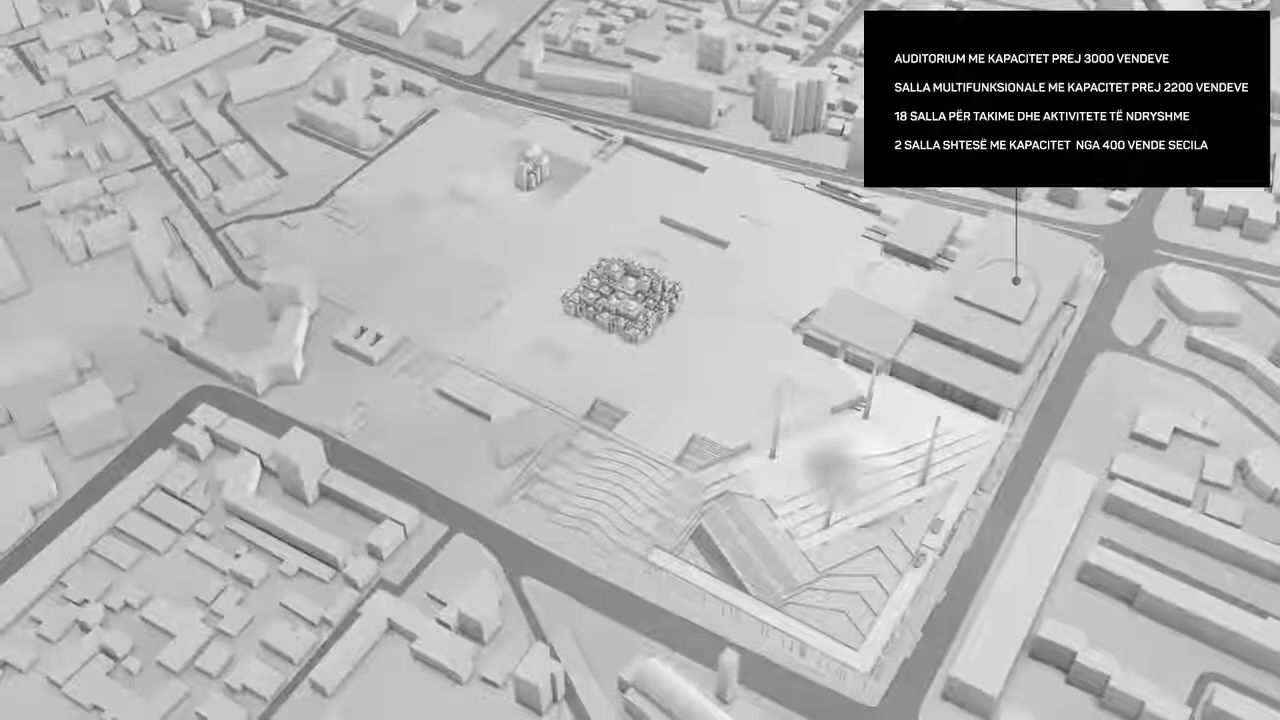 AUDITORIUM ME KAPACITET PREJ 3000 VENDEVE
SALLA MULTIFUNKSIONALE ME KAPACITET PREJ 2200 VENDEVE
18 SALLA PËR TAKIME DHE AKTIVITETE TË NDRYSHME
2 SALLA SHTESË ME KAPACITET NGA 400 VENDE SECILA